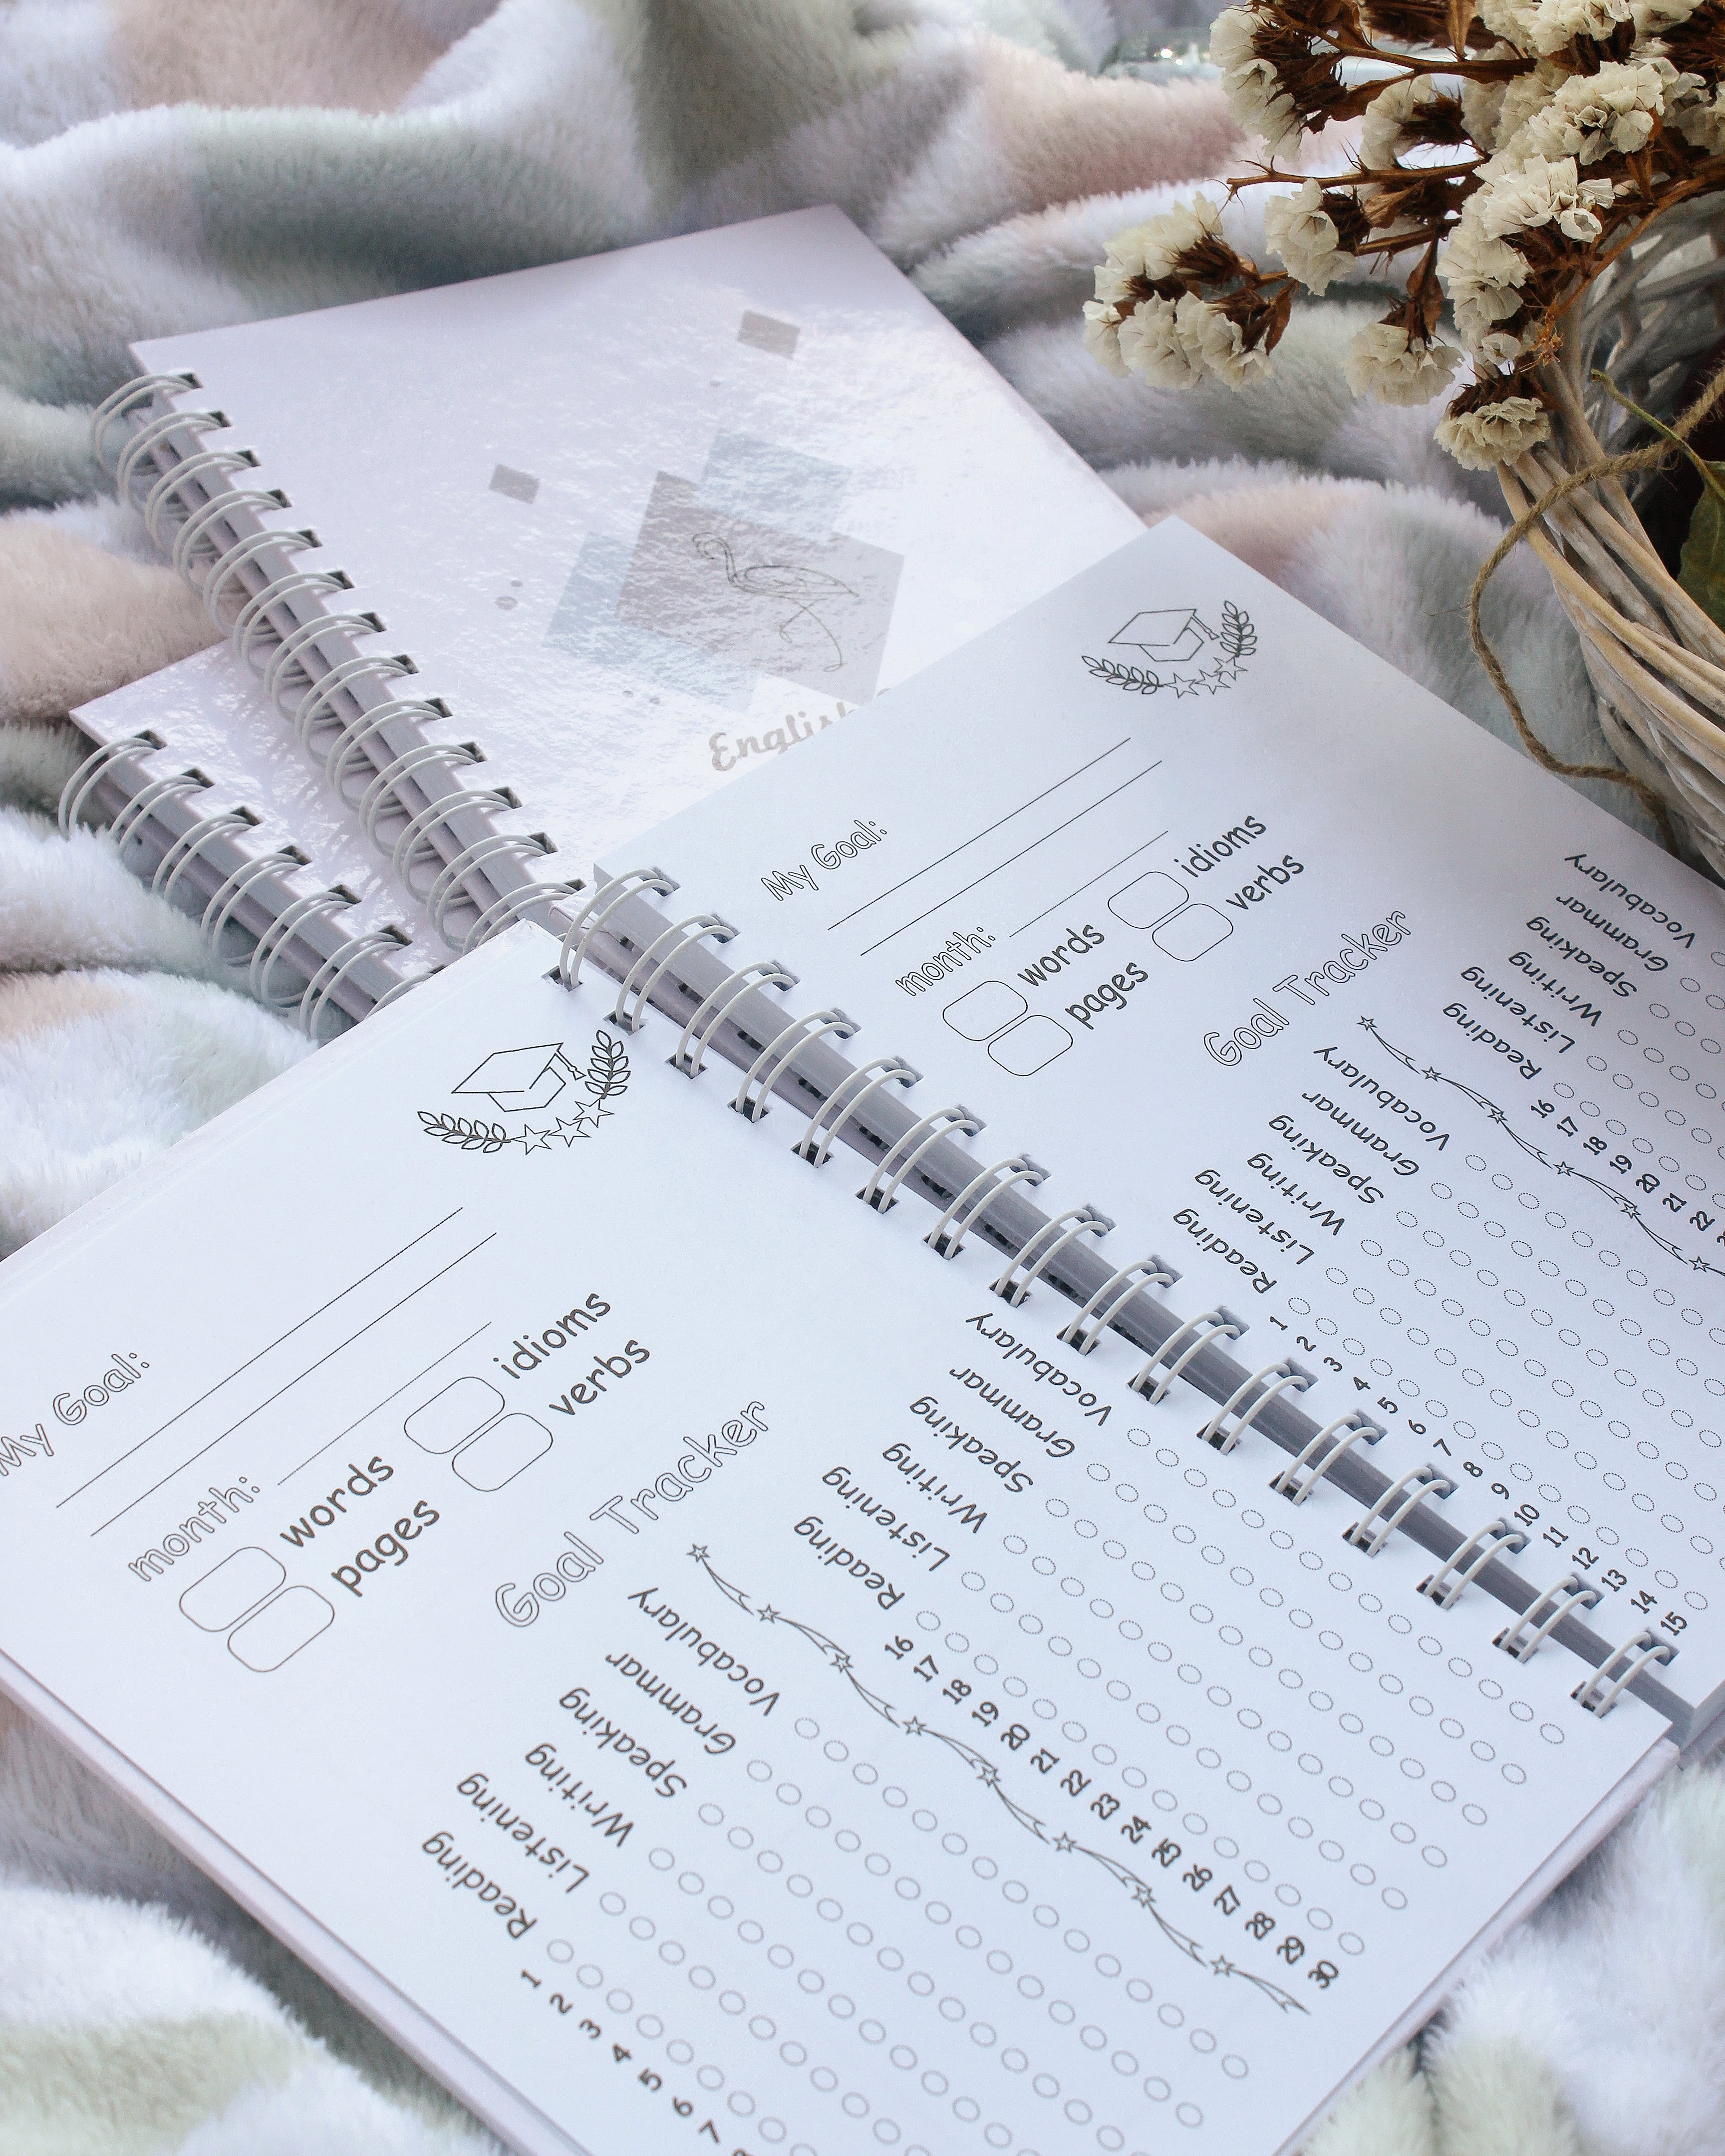 English
My Goal:
month:
words
idioms
pages
verbs
Goal Tracker
Vocabulary
Grammar
Speaking
Writing
Listening
Reading
1
2
3
4
5
6
7
8
9
10
11
12
13
14
15
Vocabulary
Grammar
Speaking
Writing
Listening
Reading
16
17
18
19
20
21
22
My Goal:
month:
words
idioms
pages
verbs
Goal Tracker
Vocabulary
Grammar
Speaking
Writing
Listening
Reading
1
2
3
4
5
6
7
8
Vocabulary
Grammar
Speaking
Writing
Listening
Reading
16
17
18
19
20
21
22
23
24
25
26
27
28
29
30